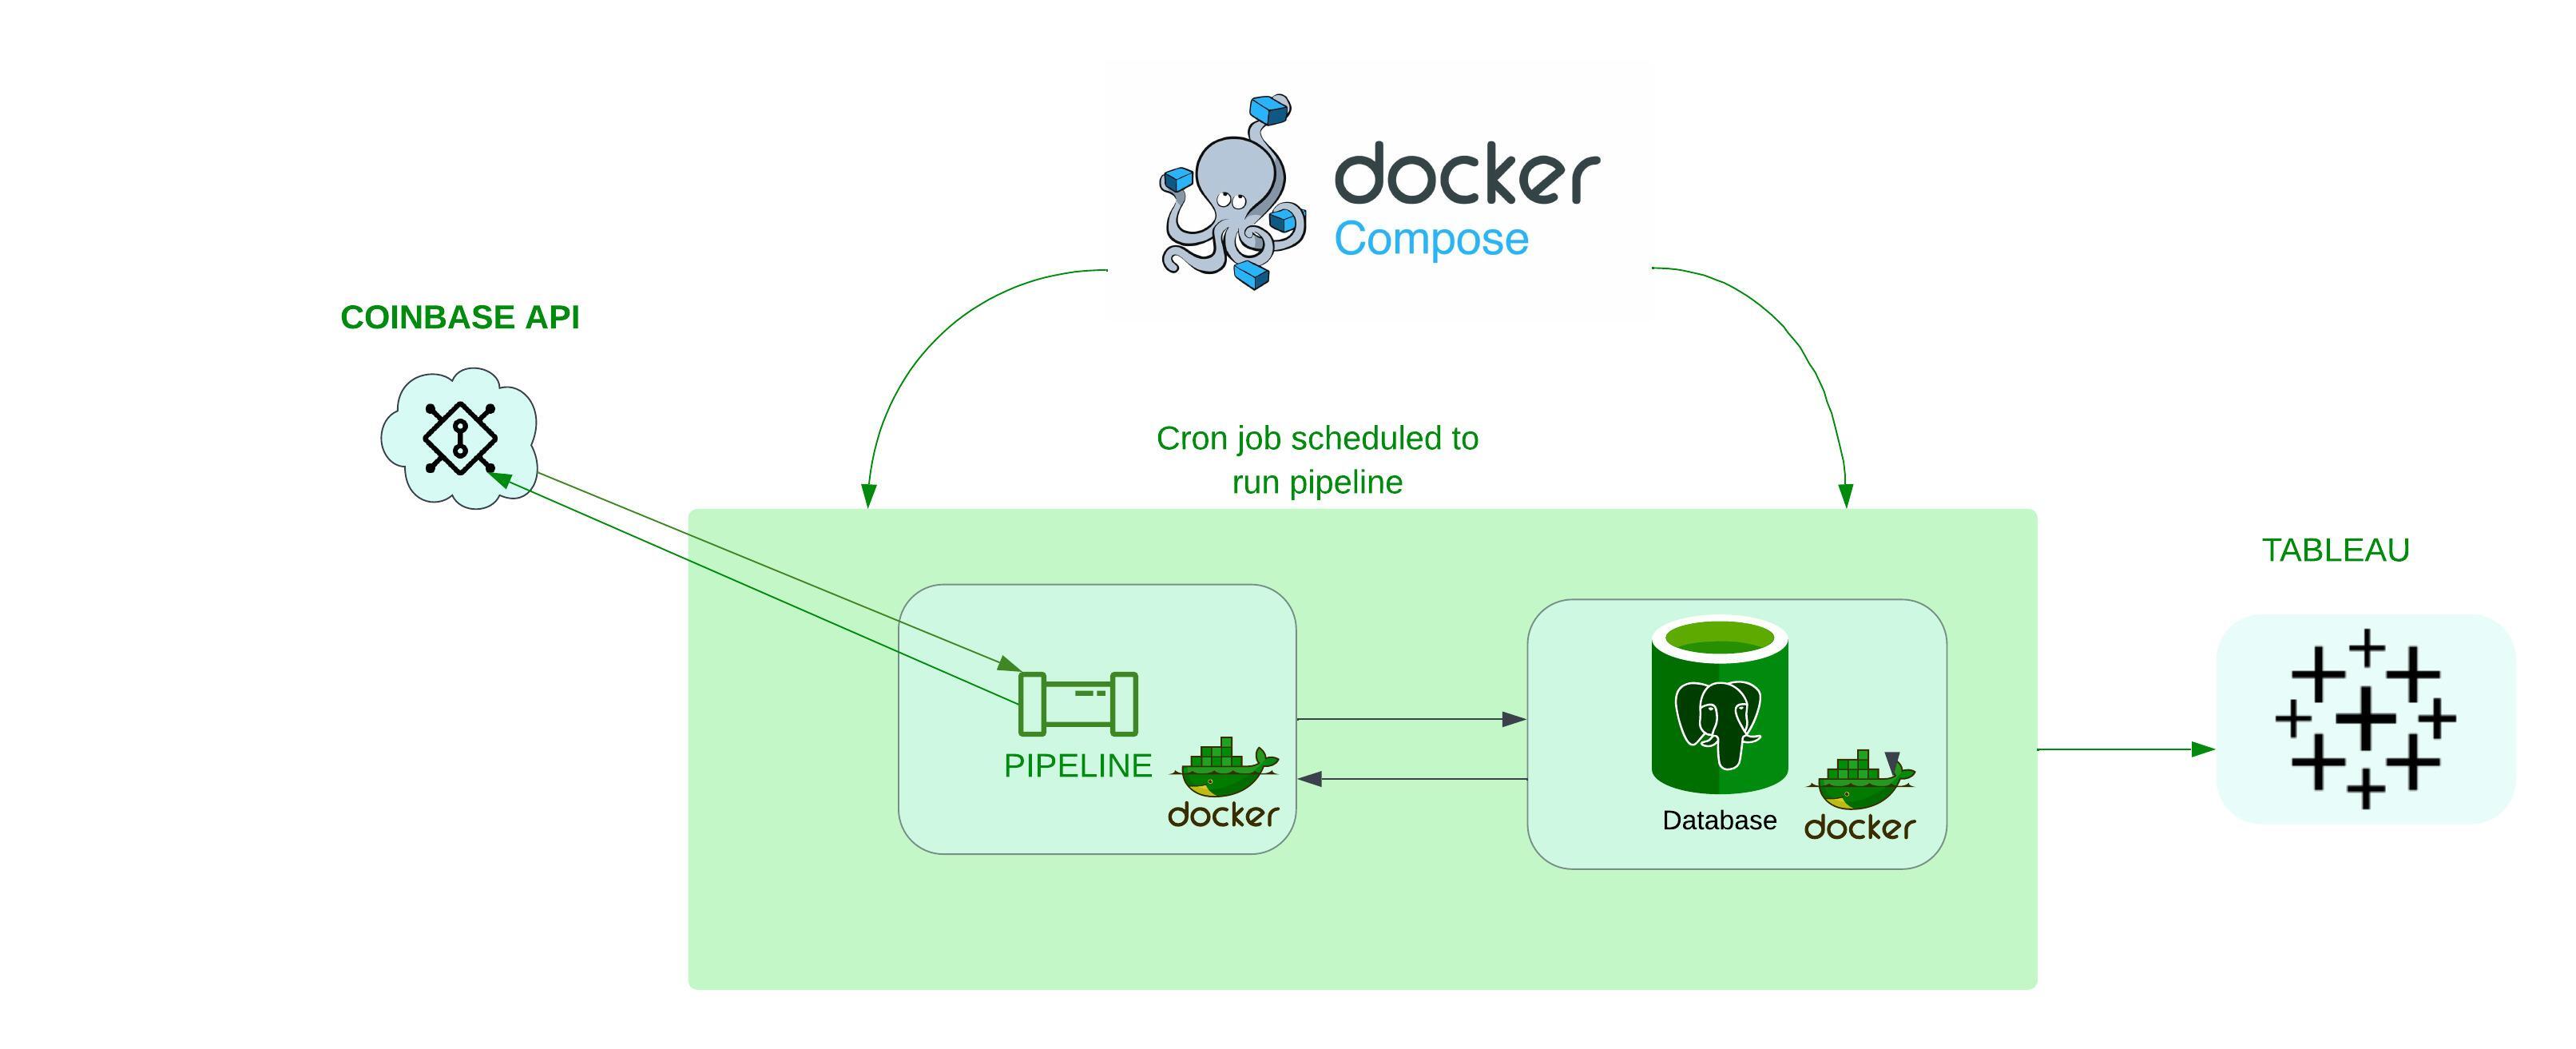 docker
Compose
COINBASE API
Cron job scheduled to
run pipeline
TABLEAU
PIPELINE
docker
Database
docker